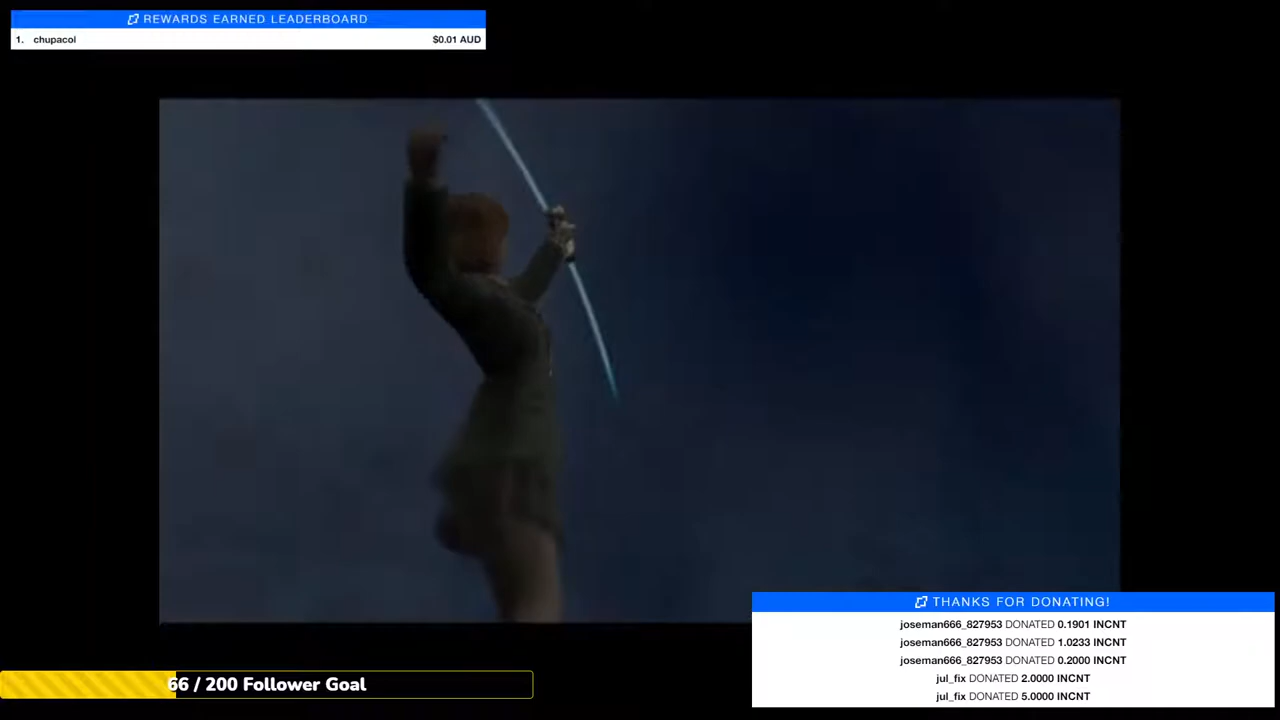 REWARDS EARNED LEADERBOARD
1. chupacoi $0.01 AUD
THANKS FOR DONATING!
joseman666_827953 DONATED 0.1901 INCNT
joseman666_827953 DONATED 1.0233 INCNT
joseman666_827953 DONATED 0.2000 INCNT
jul_fix DONATED 2.0000 INCNT
jul_fix DONATED 5.0000 INCNT
66 / 200 Follower Goal